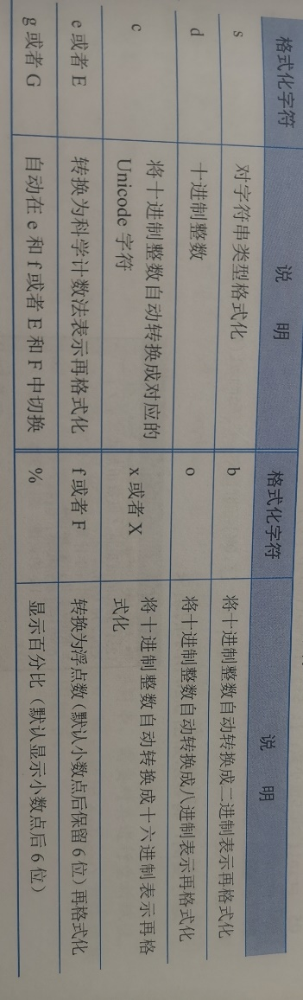 格式化字符 说 明 格式化字符 说 明
s 对字符串类型格式化 b 将十进制整数自动转换成二进制表示再格式化
d 十进制整数 o 将十进制整数自动转换成八进制表示再格式化
c 将十进制整数自动转换成对应的 x 或者 X 将十进制整数自动转换成十六进制表示再格
Unicode 字符 式化
e 或者 E 转换为科学计数法表示再格式化 f 或者 F 转换为浮点数（默认小数点后保留 6 位）再格式化
g 或者 G 自动在 e 和 f 或者 E 和 F 中切换 % 显示百分比（默认显示小数点后 6 位）